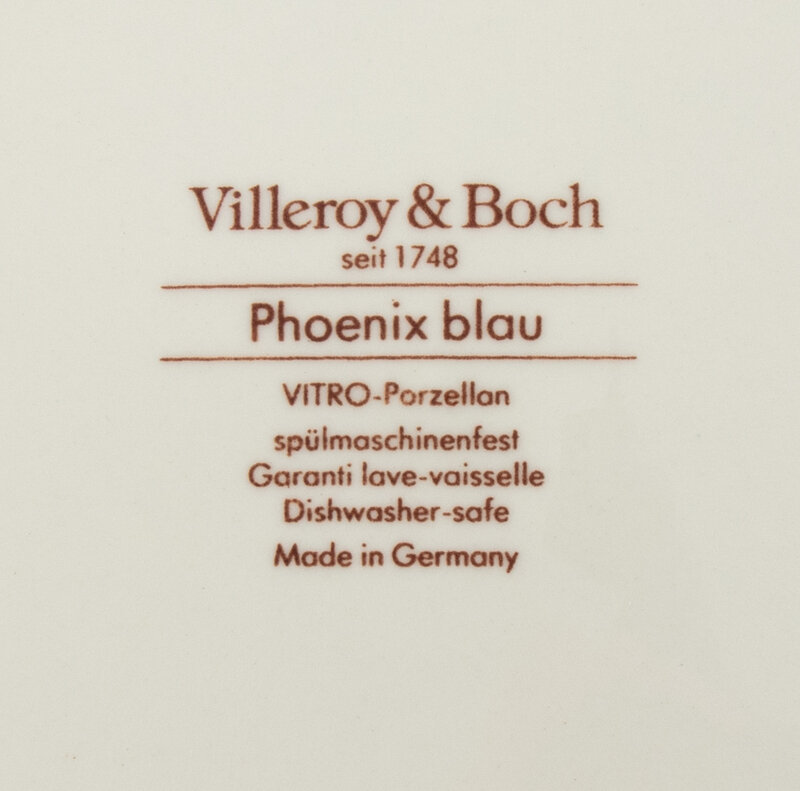 Villeroy & Boch
seit 1748
Phoenix blau
VITRO-Porzellan
spülmaschinenfest
Garanti lave-vaisselle
Dishwasher-safe
Made in Germany